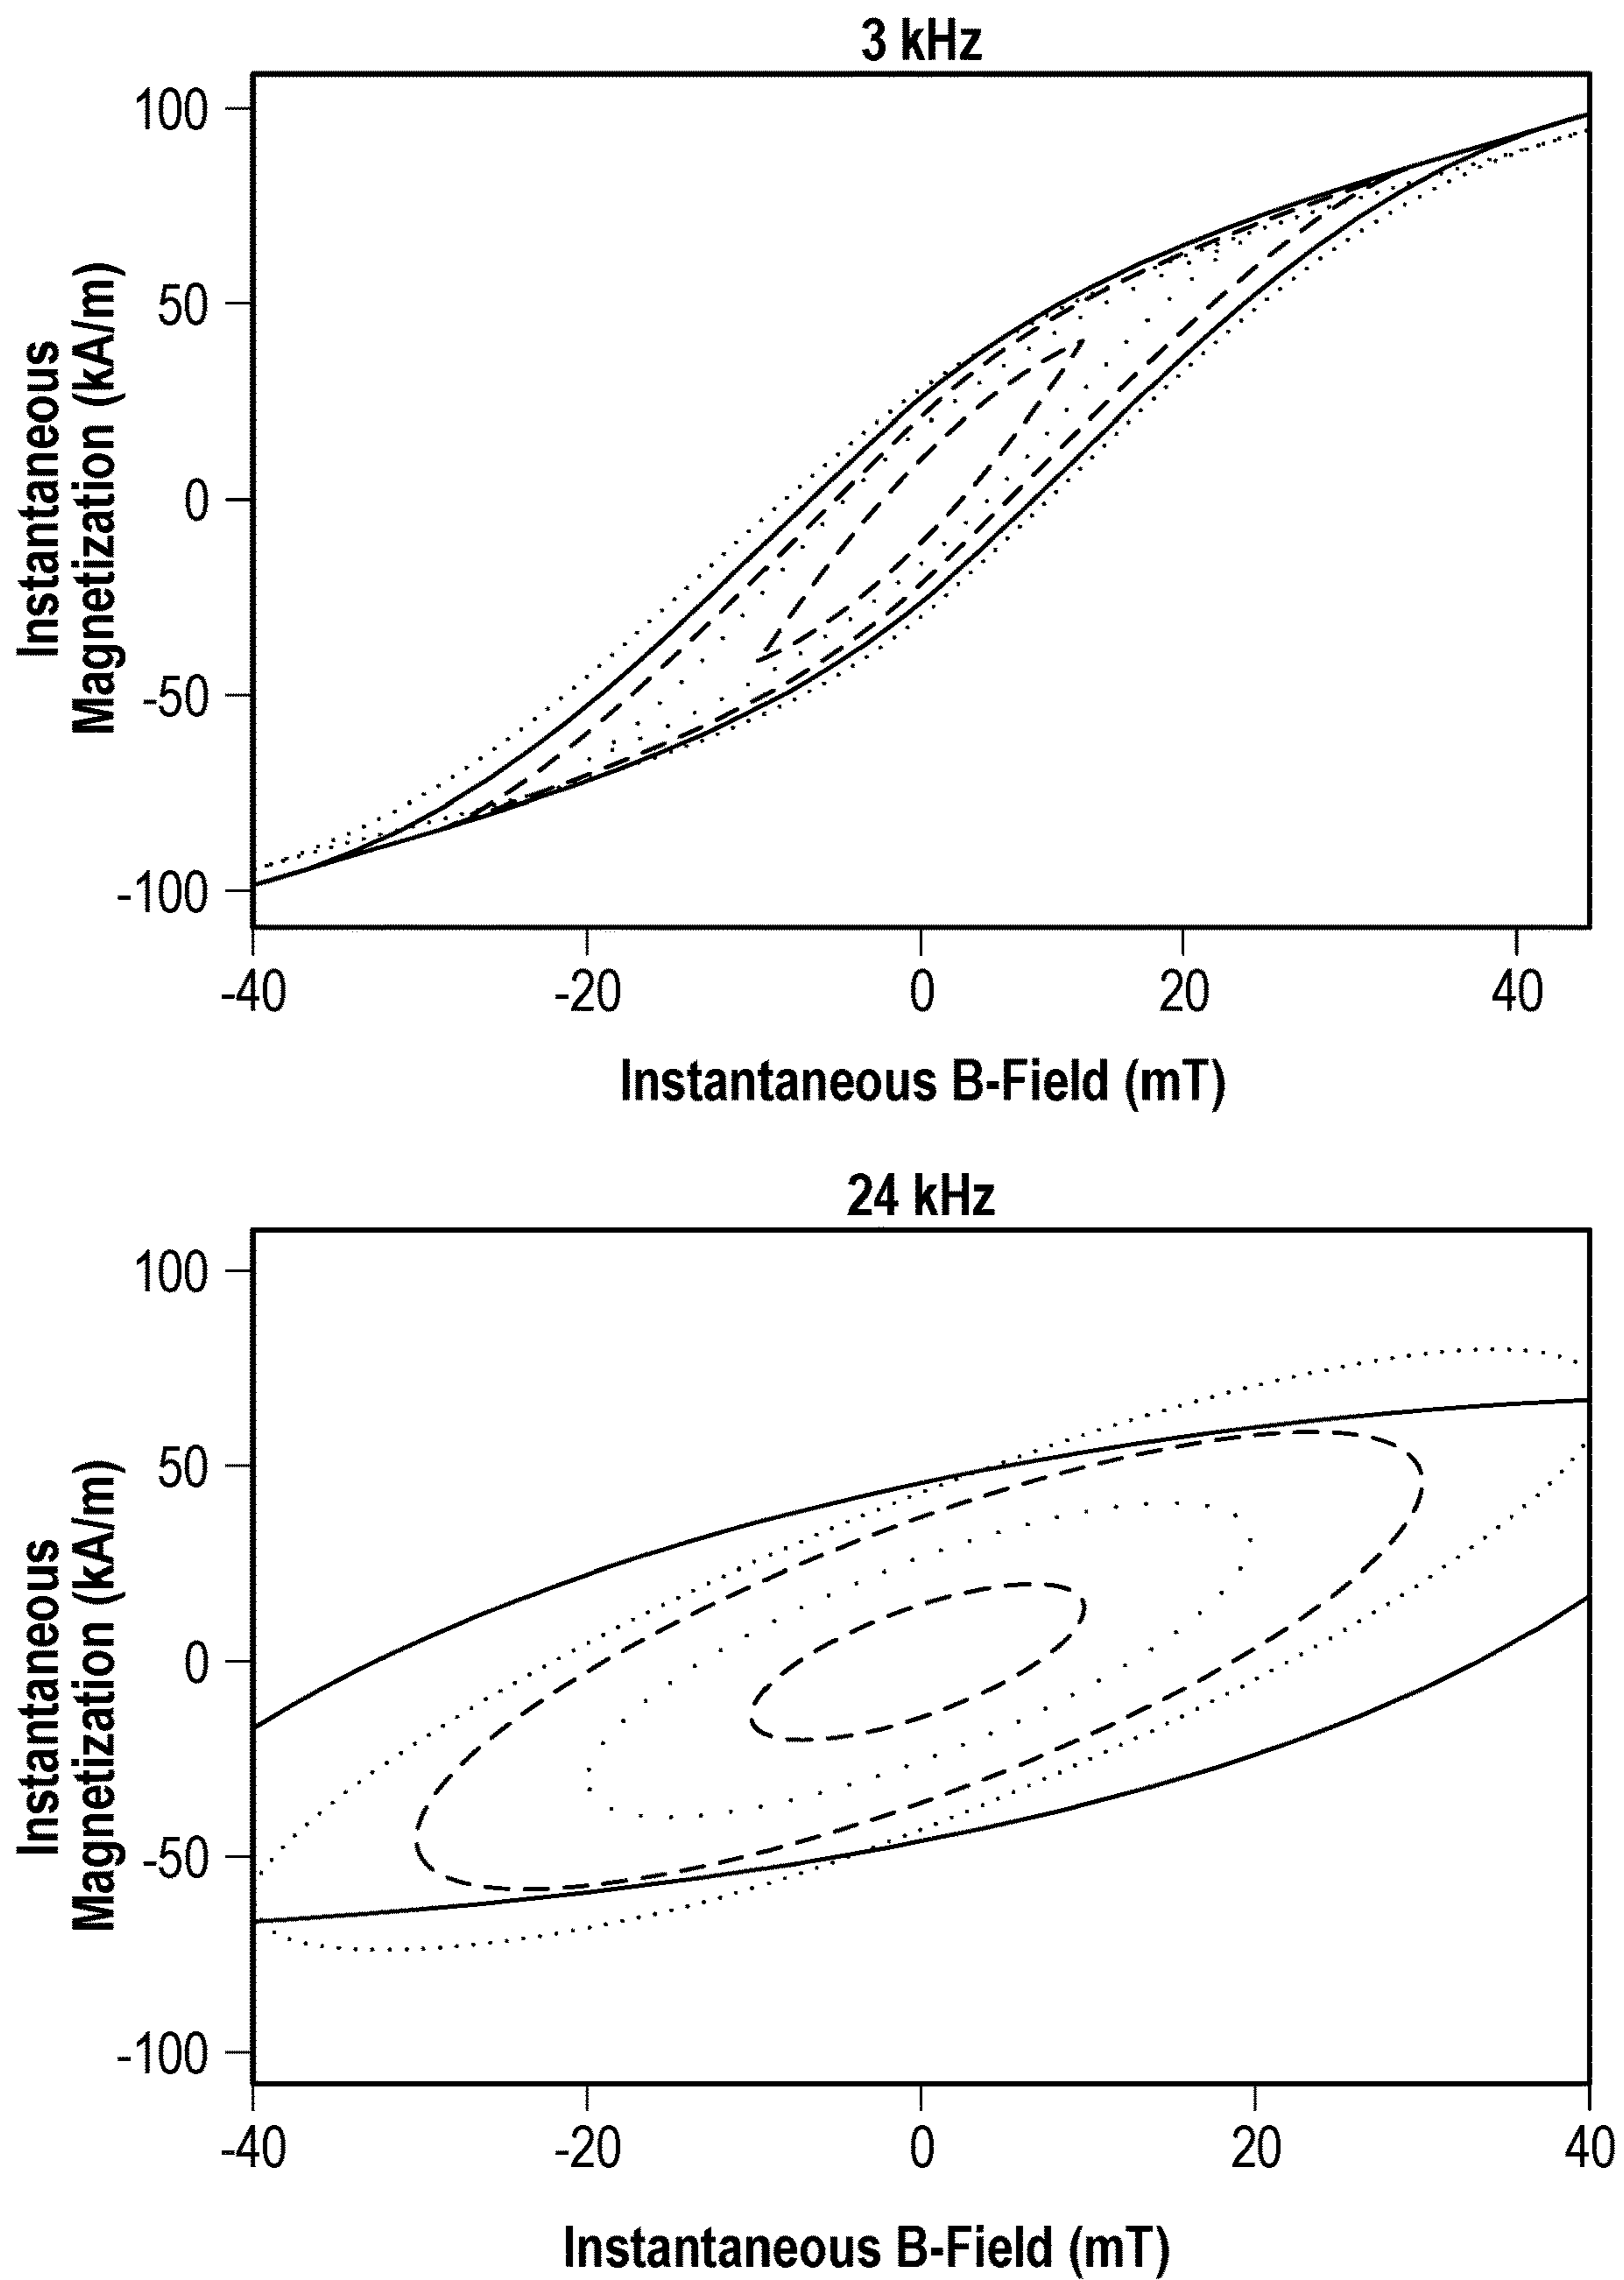 3 kHz
Instantaneous
Magnetization (kA/m)
100
50
0
-50
-100
-40 -20 0 20 40
Instantaneous B-Field (mT)
24 kHz
Instantaneous
Magnetization (kA/m)
100
50
0
-50
-100
-40 -20 0 20 40
Instantaneous B-Field (mT)